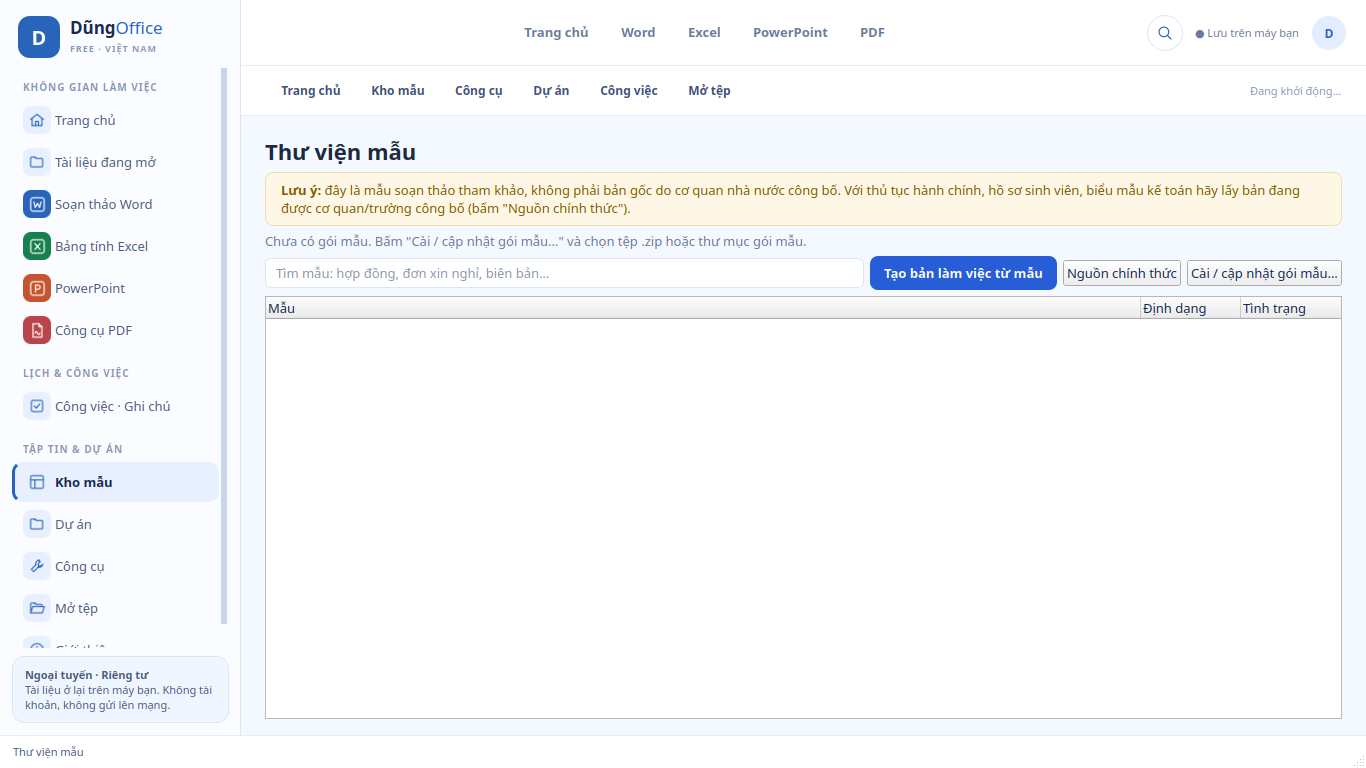 D
DũngOffice
FREE · VIỆT NAM
KHÔNG GIAN LÀM VIỆC
Trang chủ
Tài liệu đang mở
Soạn thảo Word
Bảng tính Excel
PowerPoint
Công cụ PDF
LỊCH & CÔNG VIỆC
Công việc · Ghi chú
TẬP TIN & DỰ ÁN
Kho mẫu
Dự án
Công cụ
Mở tệp
Ngoại tuyến · Riêng tư
Tài liệu ở lại trên máy bạn. Không tài
khoản, không gửi lên mạng.
Trang chủ Word Excel PowerPoint PDF
Lưu trên máy bạn
D
Trang chủ Kho mẫu Công cụ Dự án Công việc Mở tệp
Đang khởi động...
Thư viện mẫu
Lưu ý: đây là mẫu soạn thảo tham khảo, không phải bản gốc do cơ quan nhà nước công bố. Với thủ tục hành chính, hồ sơ sinh viên, biểu mẫu kế toán hãy lấy bản đang
được cơ quan/trường công bố (bấm "Nguồn chính thức").
Chưa có gói mẫu. Bấm "Cài / cập nhật gói mẫu..." và chọn tệp .zip hoặc thư mục gói mẫu.
Tìm mẫu: hợp đồng, đơn xin nghỉ, biên bản...
Tạo bản làm việc từ mẫu
Nguồn chính thức
Cài / cập nhật gói mẫu...
Mẫu Định dạng Tình trạng
Thư viện mẫu